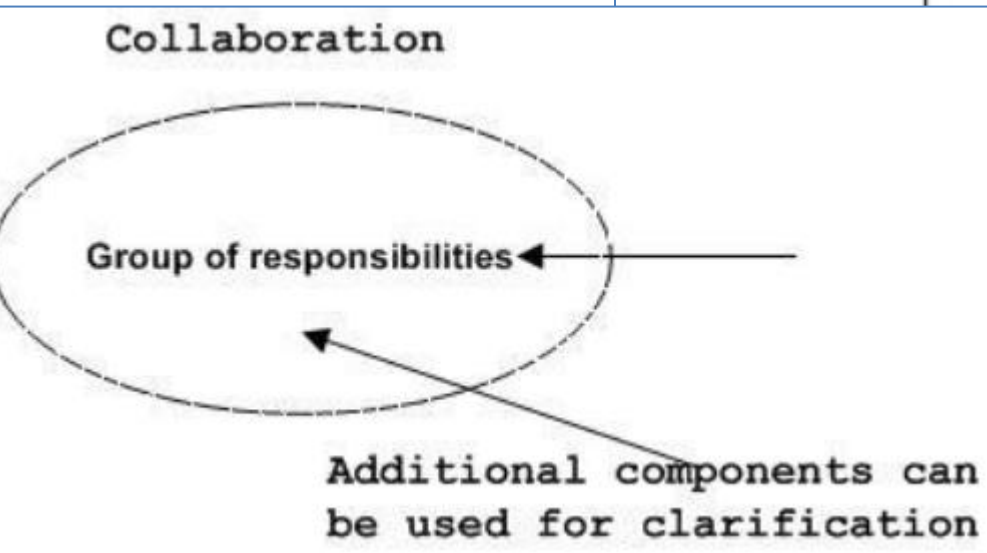 Collaboration
Group of responsibilities
Additional components can
be used for clarification